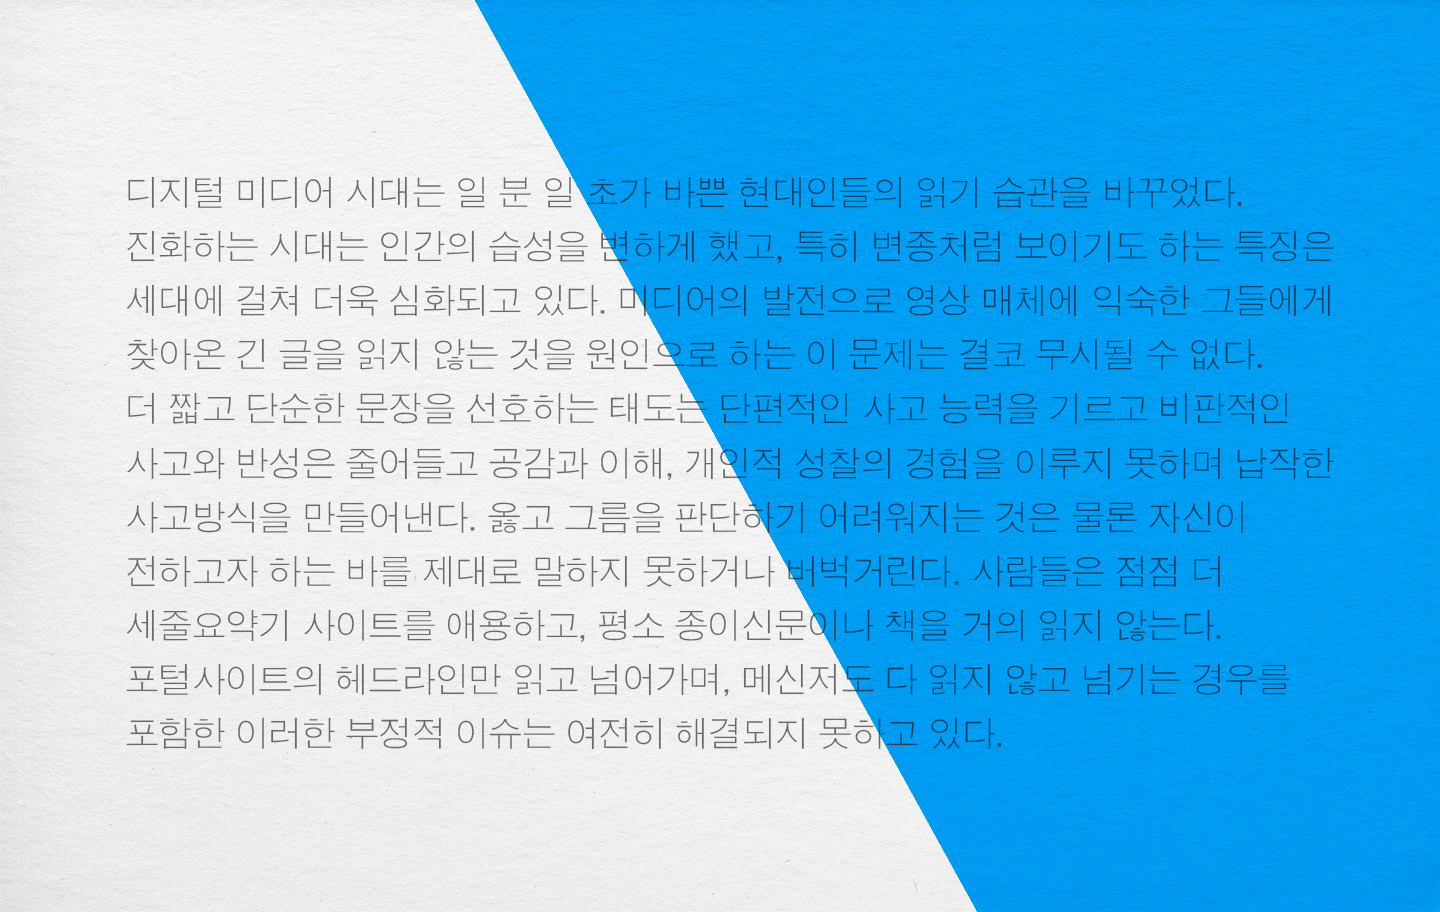 디지털 미디어 시대는 일 분 일 초가 바쁜 현대인들의 읽기 습관을 바꾸었다.
진화하는 시대는 인간의 습성을 변하게 했고, 특히 변종처럼 보이기도 하는 특징은
세대에 걸쳐 더욱 심화되고 있다. 미디어의 발전으로 영상 매체에 익숙한 그들에게
찾아온 긴 글을 읽지 않는 것을 원인으로 하는 이 문제는 결코 무시될 수 없다.
더 짧고 단순한 문장을 선호하는 태도는 단편적인 사고 능력을 기르고 비판적인
사고와 반성은 줄어들고 공감과 이해, 개인적 성찰의 경험을 이루지 못하며 납작한
사고방식을 만들어낸다. 옳고 그름을 판단하기 어려워지는 것은 물론 자신이
전하고자 하는 바를 제대로 말하지 못하거나 버벅거린다. 사람들은 점점 더
세줄요약기 사이트를 애용하고, 평소 종이신문이나 책을 거의 읽지 않는다.
포털사이트의 헤드라인만 읽고 넘어가며, 메신저도 다 읽지 않고 넘기는 경우를
포함한 이러한 부정적 이슈는 여전히 해결되지 못하고 있다.